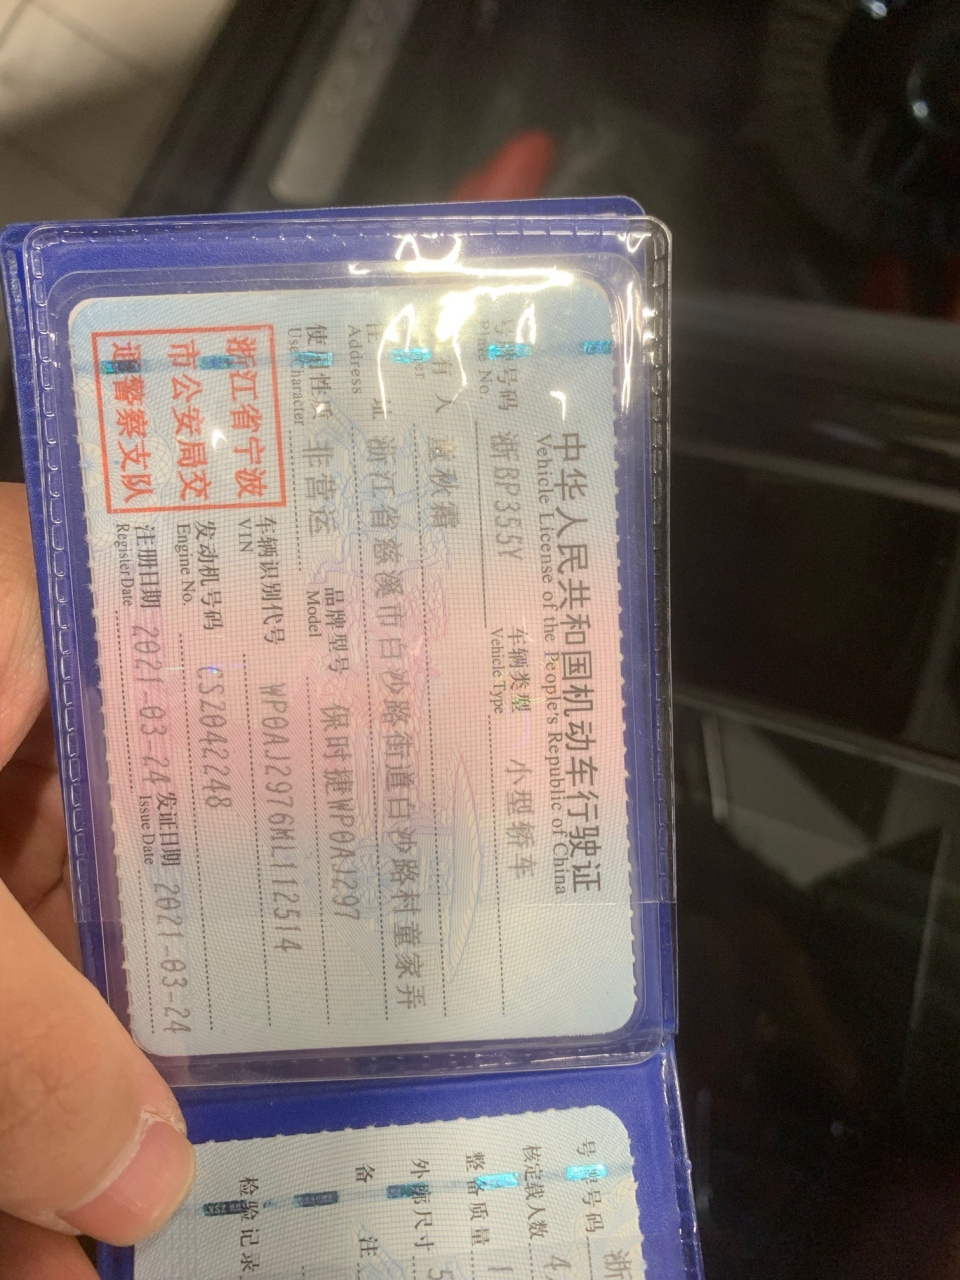 中华人民共和国机动车行驶证
Vehicle License of the People's Republic of China
号牌号码 浙BP355Y 车辆类型 小型轿车
Plate No. Vehicle Type
有人 秋霜
住址 浙江省慈溪市白沙路街道白沙路村童家弄
Address
使用性质 非营运 品牌型号 保时捷WP0AJ297
Use Character Model
浙江省宁波
市公安局交
通警察支队
车辆识别代号 WP0AJ2976ML112514
VIN
发动机号码 CSZ042248
Engine No.
注册日期 2021-03-24 发证日期 2021-03-24
Register Date Issue Date
号牌号码 浙
核定载人数 4
整备质量 1
外廓尺寸 5
备注
检验记录